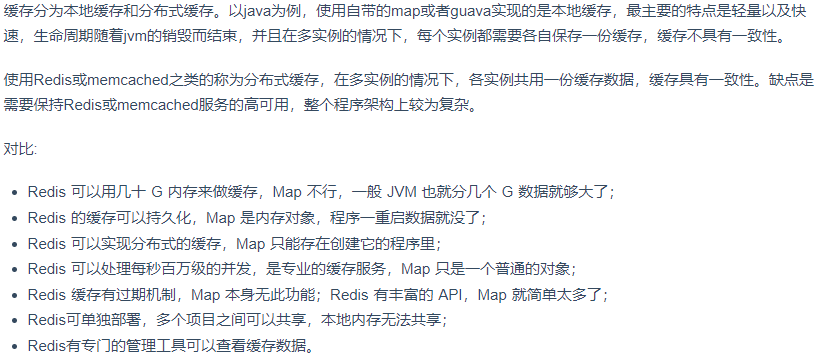 缓存分为本地缓存和分布式缓存。以java为例，使用自带的map或者guava实现的是本地缓存，最主要的特点是轻量以及快
速，生命周期随着jvm的销毁而结束，并且在多实例的情况下，每个实例都需要各自保存一份缓存，缓存不具有一致性。
使用Redis或memcached之类的称为分布式缓存，在多实例的情况下，各实例共用一份缓存数据，缓存具有一致性。缺点是
需要保持Redis或memcached服务的高可用，整个程序架构上较为复杂。
对比:
• Redis 可以用几十 G 内存来做缓存，Map 不行，一般 JVM 也就分几个 G 数据就够大了；
• Redis 的缓存可以持久化，Map 是内存对象，程序一重启数据就没了；
• Redis 可以实现分布式的缓存，Map 只能存在创建它的程序里；
• Redis 可以处理每秒百万级的并发，是专业的缓存服务，Map 只是一个普通的对象；
• Redis 缓存有过期机制，Map 本身无此功能；Redis 有丰富的 API，Map 就简单太多了；
• Redis可单独部署，多个项目之间可以共享，本地内存无法共享；
• Redis有专门的管理工具可以查看缓存数据。